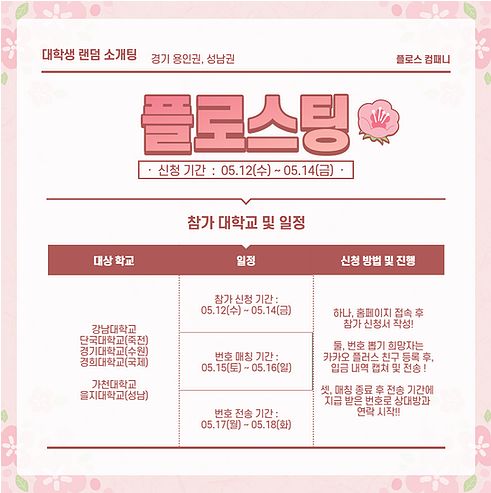 대학생 랜덤 소개팅 경기 용인권, 성남권 플로스 컴패니
플로스팅
· 신청 기간 : 05.12(수) ~ 05.14(금) ·
참가 대학교 및 일정
대상 학교 일정 신청 방법 및 진행
강남대학교
단국대학교(죽전)
경기대학교(수원)
경희대학교(국제)
가천대학교
을지대학교(성남)
참가 신청 기간 :
05.12(수) ~ 05.14(금)
번호 매칭 기간 :
05.15(토) ~ 05.16(일)
번호 전송 기간 :
05.17(월) ~ 05.18(화)
하나, 홈페이지 접속 후
참가 신청서 작성!
둘, 번호 뽑기 희망자는
카카오 플러스 친구 등록 후,
입금 내역 캡쳐 및 전송 !
셋, 매칭 종료 후 전송 기간에
지급 받은 번호로 상대방과
연락 시작!!